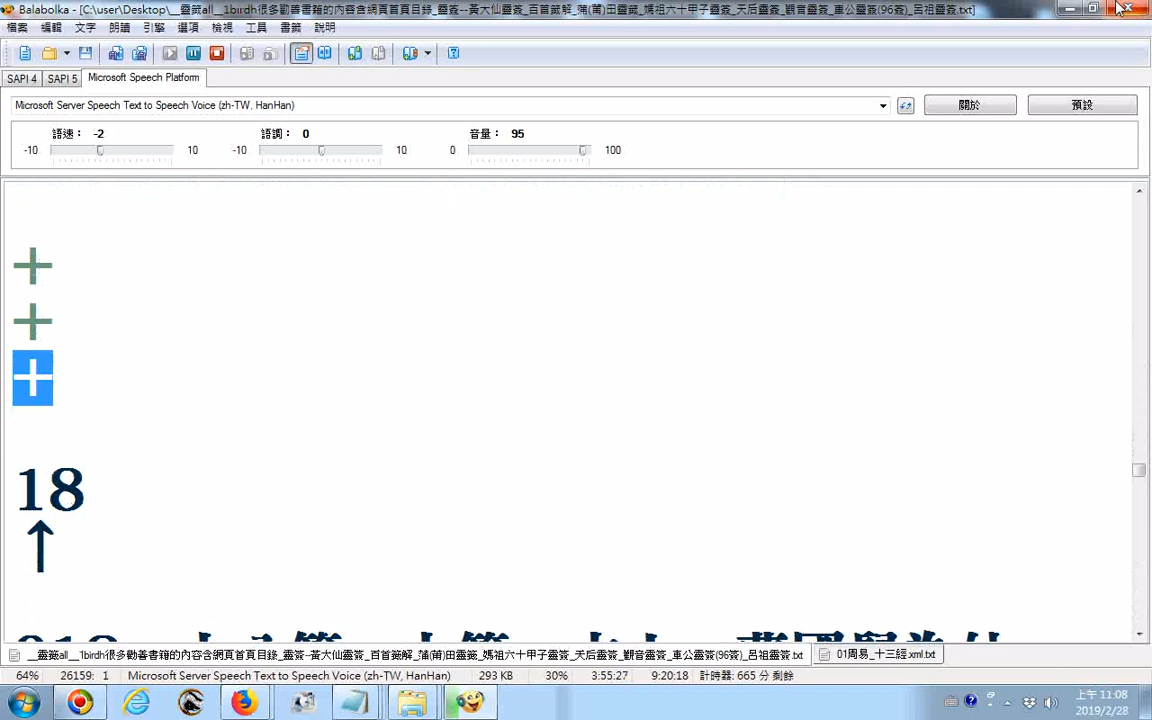 Balabolka - [C:\user\Desktop\__靈籤all__1birdh很多勸善書籍的內容含網頁首頁目錄_靈簽--黃大仙靈簽_百首籤解_蒲(莆)田靈籤_媽祖六十甲子靈簽_天后靈簽_觀音靈簽_車公靈簽(96簽)_呂祖靈簽.txt]
檔案 編輯 文字 朗讀 引擎 選項 檢視 工具 書籤 說明
SAPI 4 SAPI 5 Microsoft Speech Platform
Microsoft Server Speech Text to Speech Voice (zh-TW, HanHan) 關於 預設
語速： -2 語調： 0 音量： 95
-10 10 -10 10 0 100
十
十
十
18
↑
__靈籤all__1birdh很多勸善書籍的內容含網頁首頁目錄_靈簽--黃大仙靈簽_百首籤解_蒲(莆)田靈籤_媽祖六十甲子靈簽_天后靈簽_觀音靈簽_車公靈簽(96簽)_呂祖靈簽.txt 01周易_十三經.xml.txt
64% 26159: 1 Microsoft Server Speech Text to Speech Voice (zh-TW, HanHan) 293 KB 30% 3:55:27 9:20:18 計時器: 665 分 剩餘
上午 11:08
2019/2/28